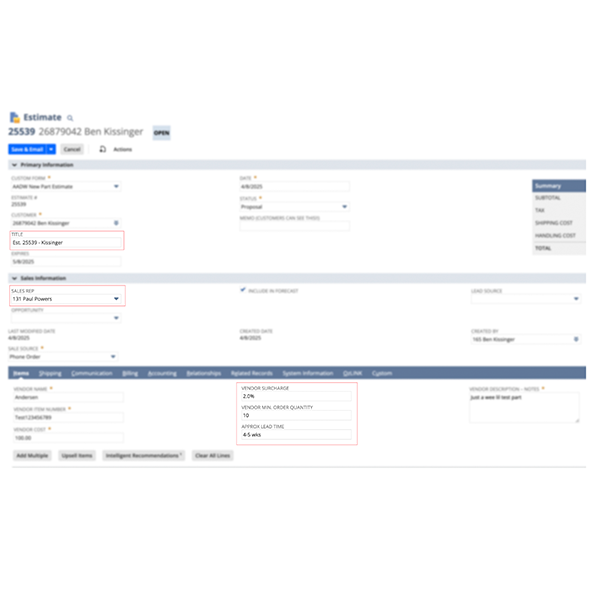 Estimate
25539 26879042 Ben Kissinger OPEN
Save & Email Cancel Actions
Primary Information
CUSTOM FORM *
AADW New Part Estimate
ESTIMATE #
25539
CUSTOMER *
26879042 Ben Kissinger
TITLE
Est. 25539 - Kissinger
EXPIRES
5/8/2025
DATE *
4/8/2025
STATUS *
Proposal
MEMO (CUSTOMERS CAN SEE THIS!)
Summary
SUBTOTAL
TAX
SHIPPING COST
HANDLING COST
TOTAL
Sales Information
SALES REP
131 Paul Powers
OPPORTUNITY
LAST MODIFIED DATE
4/8/2025
SALE SOURCE *
Phone Order
INCLUDE IN FORECAST
CREATED DATE
4/8/2025
LEAD SOURCE
CREATED BY
165 Ben Kissinger
Items Shipping Communication Billing Accounting Relationships Related Records System Information Custom
VENDOR NAME *
Andersen
VENDOR ITEM NUMBER *
Test123456789
VENDOR COST *
100.00
VENDOR SURCHARGE
2.0%
VENDOR MIN. ORDER QUANTITY
10
APPROX LEAD TIME
4-5 wks
VENDOR DESCRIPTION - NOTES *
Just a wee lil test part
Add Multiple Upsell Items Intelligent Recommendations Clear All Lines